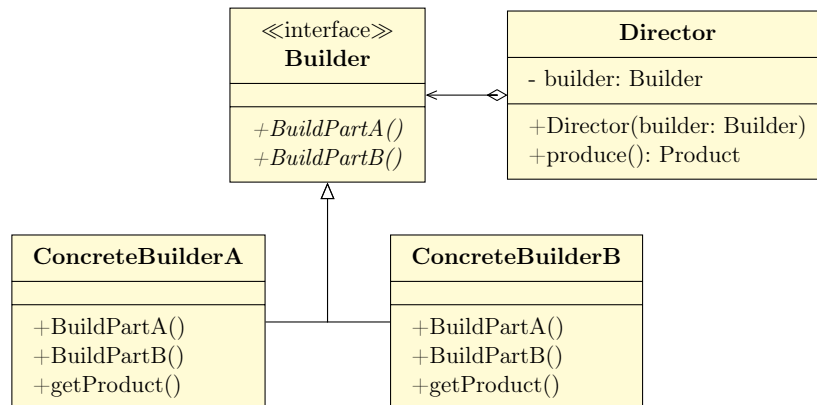 ≪interface≫
Builder
+BuildPartA()
+BuildPartB()
Director
- builder: Builder
+Director(builder: Builder)
+produce(): Product
ConcreteBuilderA
+BuildPartA()
+BuildPartB()
+getProduct()
ConcreteBuilderB
+BuildPartA()
+BuildPartB()
+getProduct()